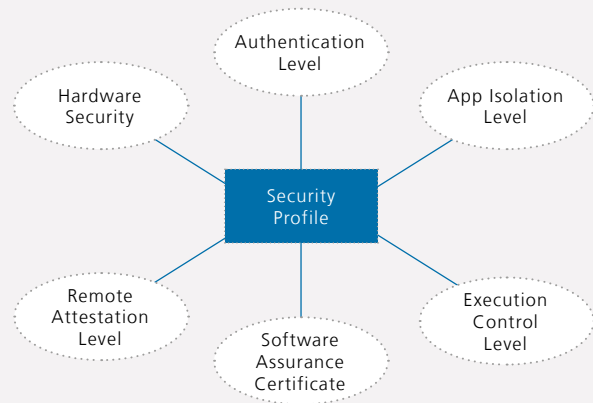 Authentication
Level
Hardware
Security
App Isolation
Level
Security
Profile
Remote
Attestation
Level
Software
Assurance
Certificate
Execution
Control
Level